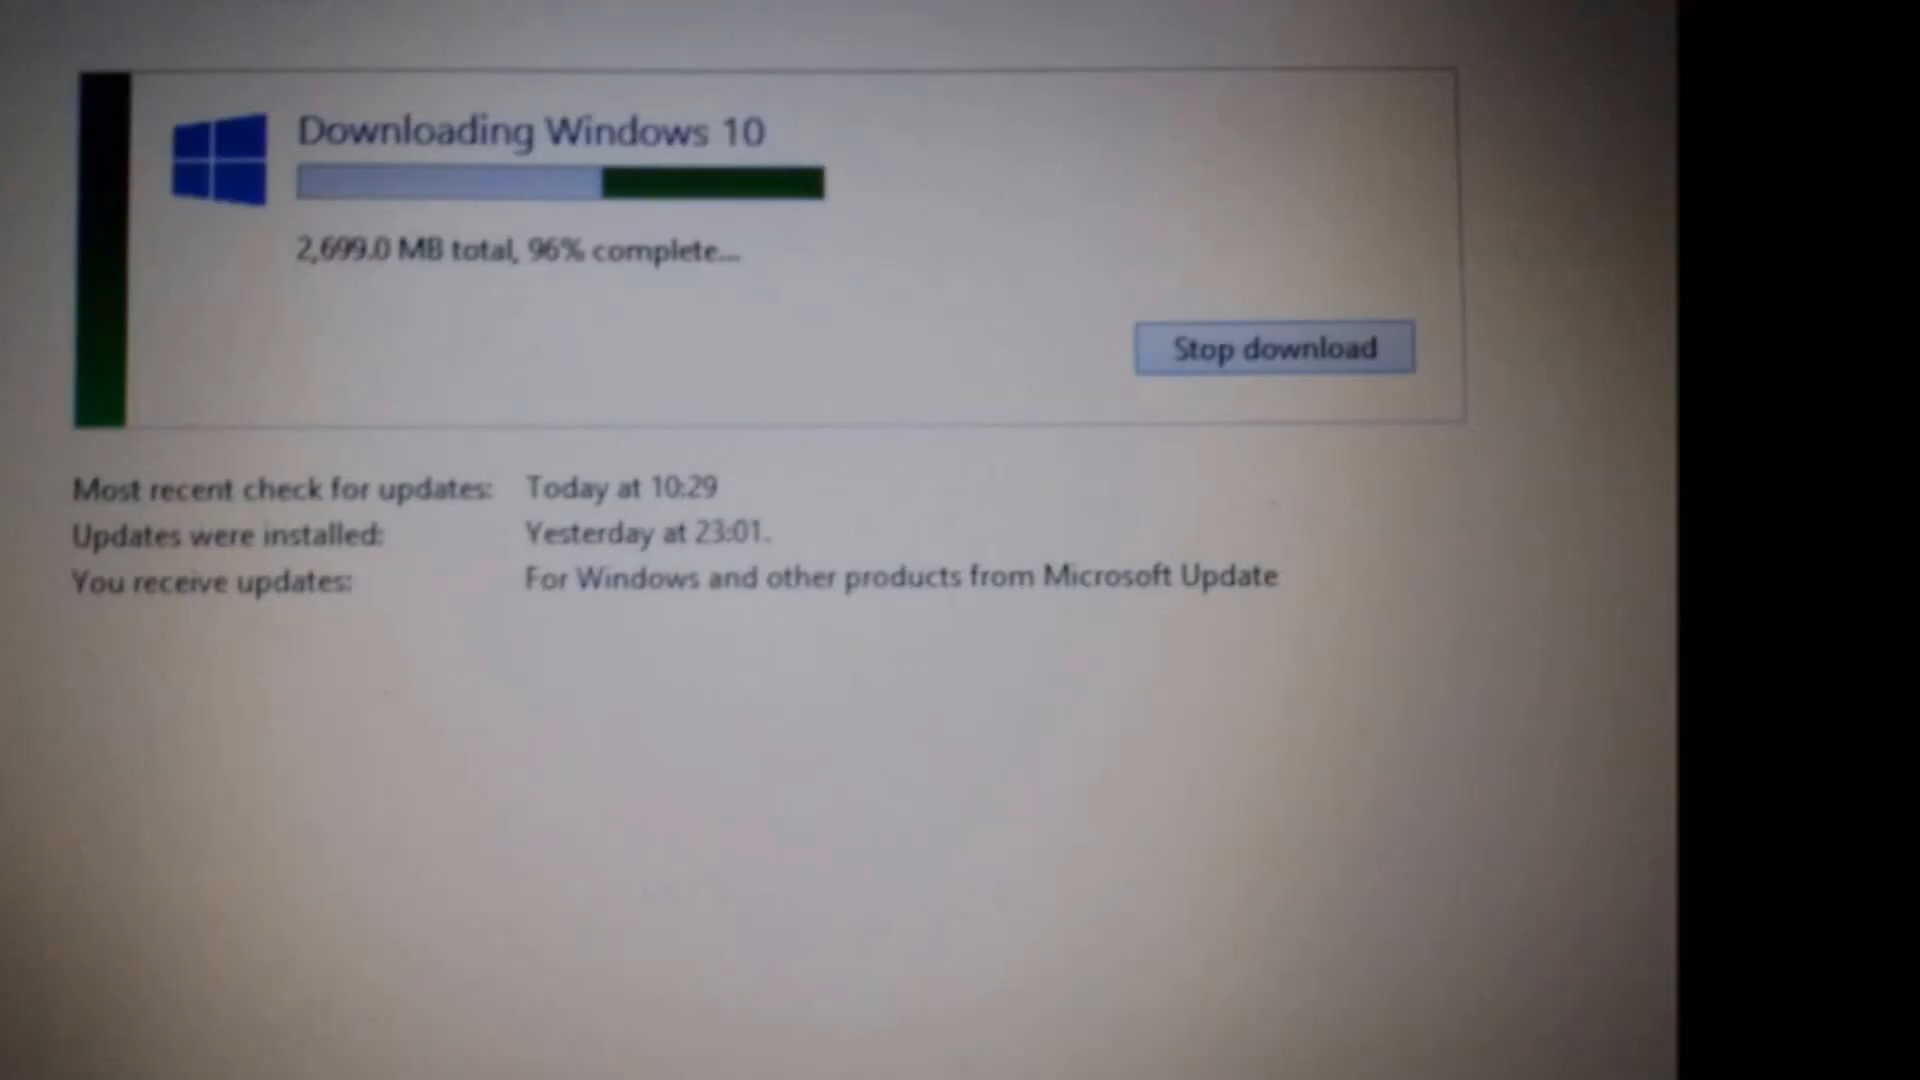 Downloading Windows 10
2,699.0 MB total, 96% complete...
Stop download
Most recent check for updates: Today at 10:29
Updates were installed: Yesterday at 23:01.
You receive updates: For Windows and other products from Microsoft Update